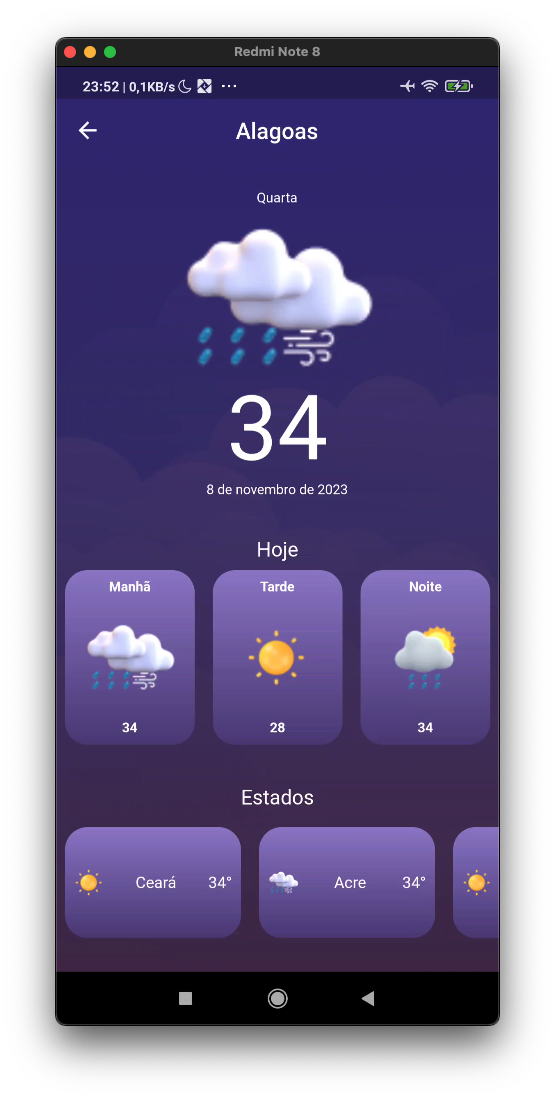 Redmi Note 8
23:52 | 0,1KB/s ...
Alagoas
Quarta
34
8 de novembro de 2023
Hoje
Manhã Tarde Noite
34 28 34
Estados
Ceará 34° Acre 34°